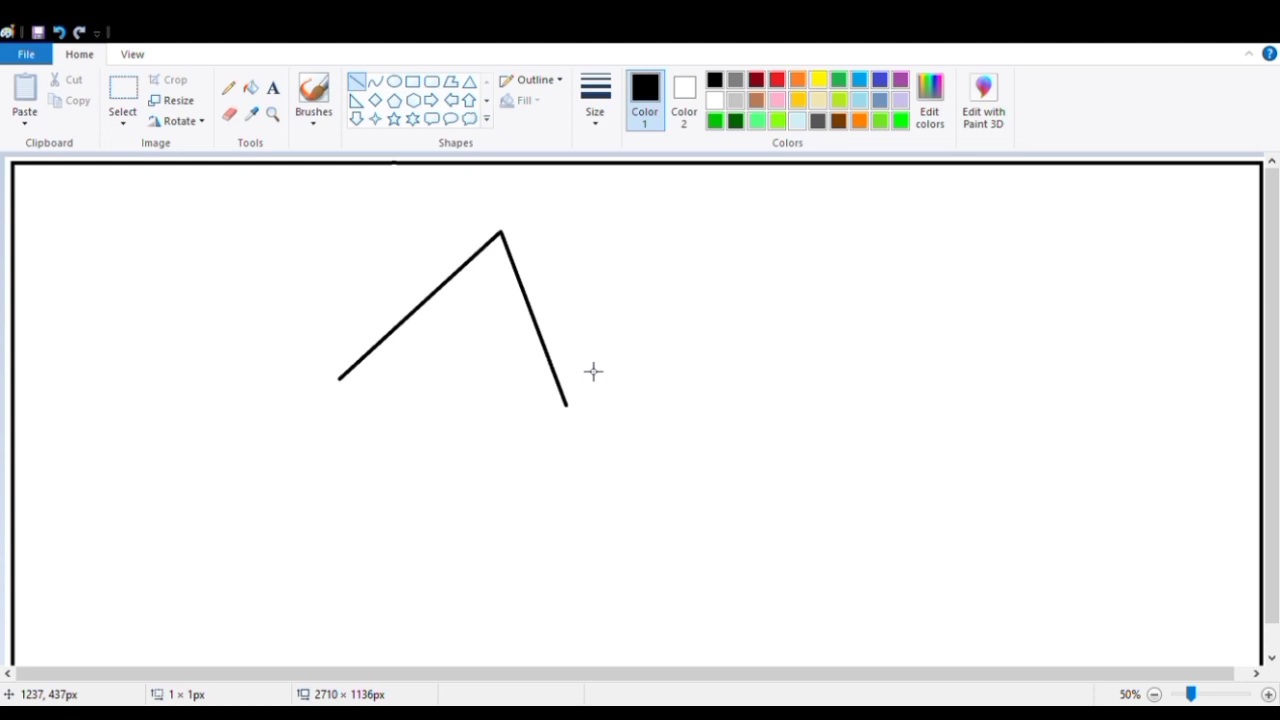 File Home View
Paste
Cut
Copy
Clipboard
Select
Crop
Resize
Rotate
Image
A
Tools
Brushes
Shapes
Outline
Fill
Size
Color
1
Color
2
Colors
Edit
colors
Edit with
Paint 3D
?
1237, 437px
1 × 1px
2710 × 1136px
50%